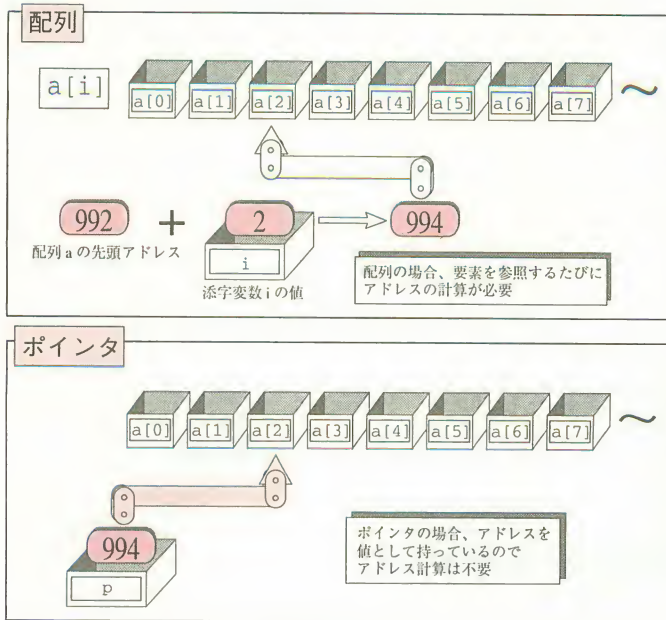 配列
a[i]
a[0] a[1] a[2] a[3] a[4] a[5] a[6] a[7] ～
992 + 2 994
i
配列 a の先頭アドレス
添字変数 i の値
配列の場合、要素を参照するたびに
アドレスの計算が必要
ポインタ
a[0] a[1] a[2] a[3] a[4] a[5] a[6] a[7] ～
994
p
ポインタの場合、アドレスを
値として持っているので
アドレス計算は不要